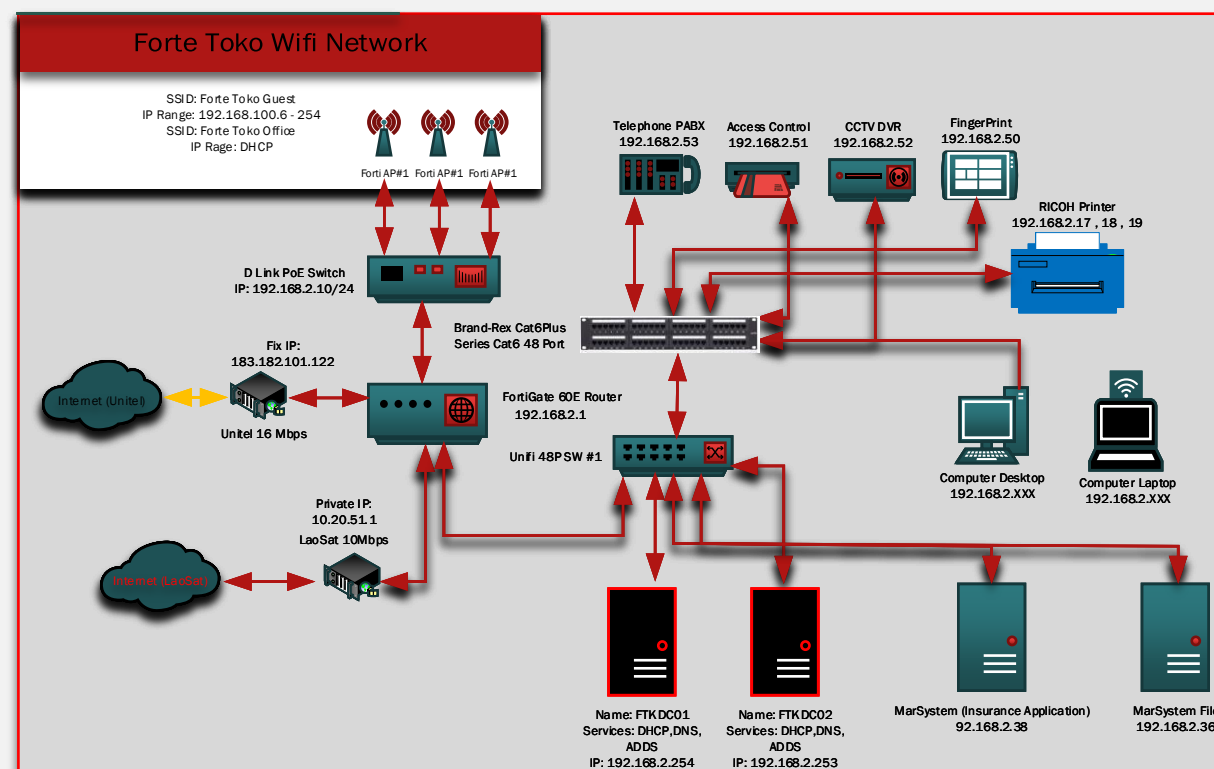 Forte Toko Wifi Network
SSID: Forte Toko Guest
IP Range: 192.168.100.6 - 254
SSID: Forte Toko Office
IP Rage: DHCP
Forti AP#1
Forti AP#1
Forti AP#1
Telephone PABX
192.168.2.53
Access Control
192.168.2.51
CCTV DVR
192.168.2.52
FingerPrint
192.168.2.50
RICOH Printer
192.168.2.17 , 18 , 19
D Link PoE Switch
IP: 192.168.2.10/24
Brand-Rex Cat6Plus
Series Cat6 48 Port
Fix IP:
183.182.101.122
Internet (Unitel)
Unitel 16 Mbps
FortiGate 60E Router
192.168.2.1
Unifi 48P SW #1
Computer Desktop
192.168.2.XXX
Computer Laptop
192.168.2.XXX
Private IP:
10.20.51.1
LaoSat 10Mbps
Internet (LaoSat)
Name: FTKDC01
Services: DHCP,DNS,
ADDS
IP: 192.168.2.254
Name: FTKDC02
Services: DHCP,DNS,
ADDS
IP: 192.168.2.253
MarSystem (Insurance Application)
92.168.2.38
MarSystem File
192.168.2.36